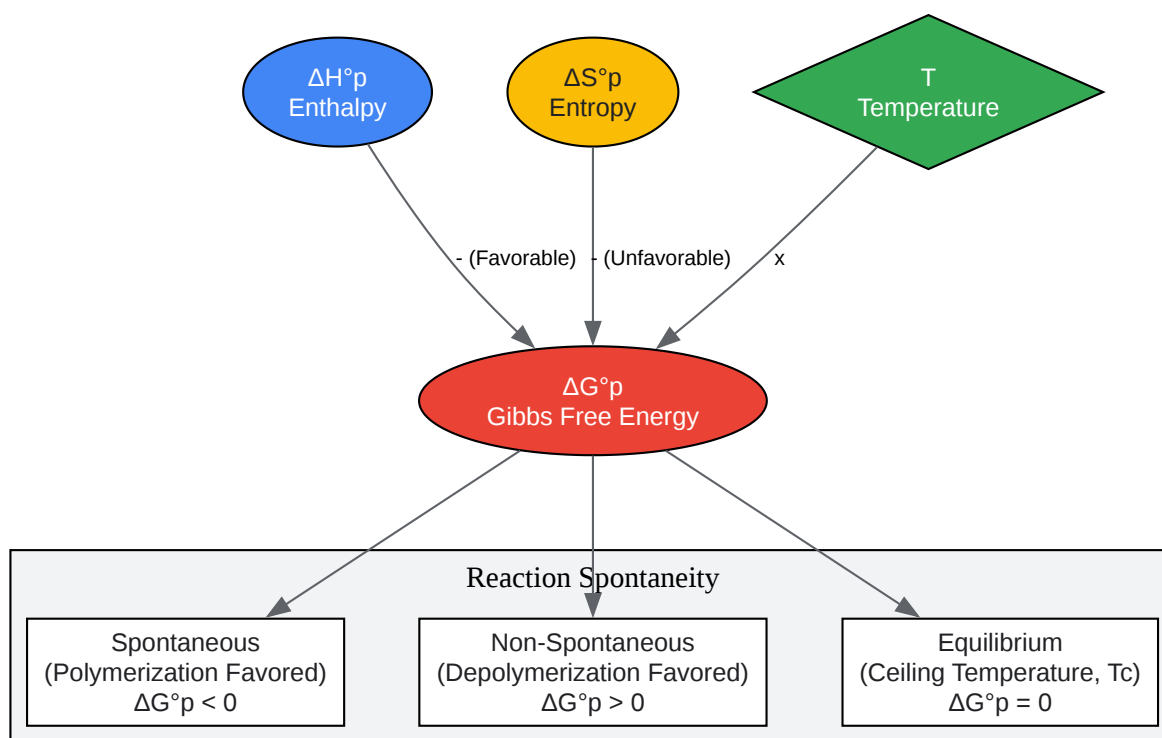 ΔH°p
Enthalpy
ΔS°p
Entropy
T
Temperature
- (Favorable)
- (Unfavorable)
x
ΔG°p
Gibbs Free Energy
Reaction Spontaneity
Spontaneous
(Polymerization Favored)
ΔG°p < 0
Non-Spontaneous
(Depolymerization Favored)
ΔG°p > 0
Equilibrium
(Ceiling Temperature, Tc)
ΔG°p = 0